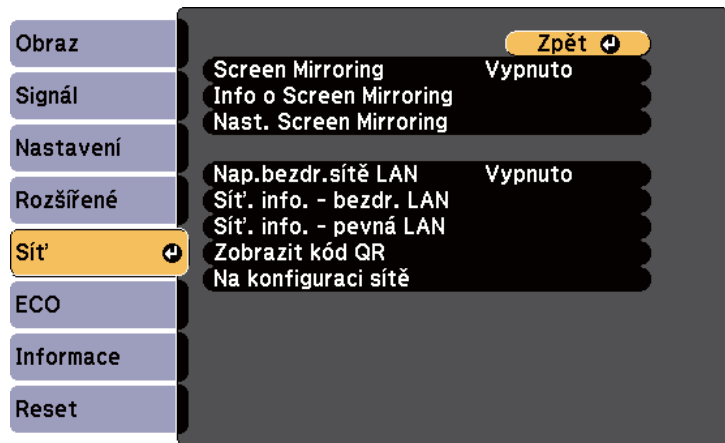 Obraz
Signál
Nastavení
Rozšířené
Síť
ECO
Informace
Reset
Zpět
Screen Mirroring Vypnuto
Info o Screen Mirroring
Nast. Screen Mirroring
Nap.bezdr.sítě LAN Vypnuto
Síť. info. - bezdr. LAN
Síť. info. - pevná LAN
Zobrazit kód QR
Na konfiguraci sítě